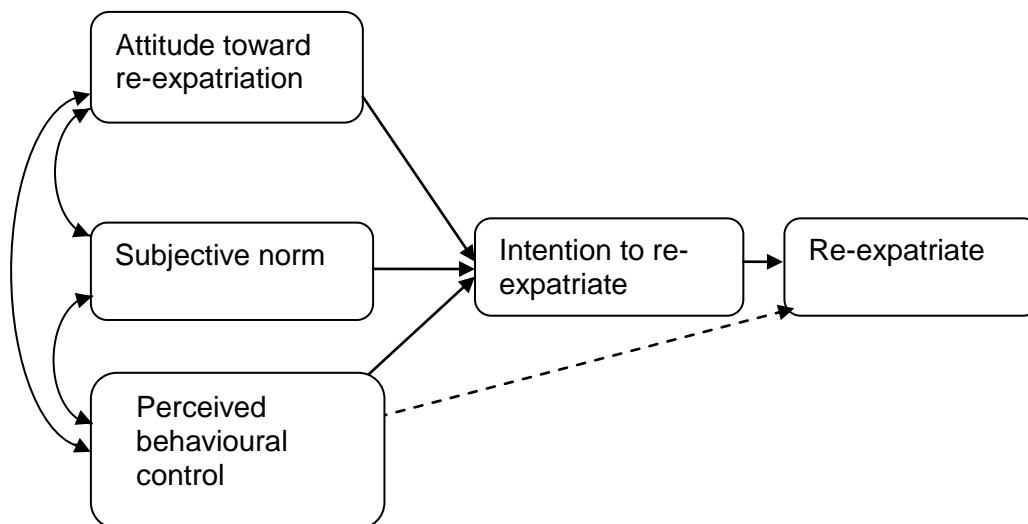 Attitude toward
re-expatriation
Subjective norm
Intention to re-
expatriate
Re-expatriate
Perceived
behavioural
control